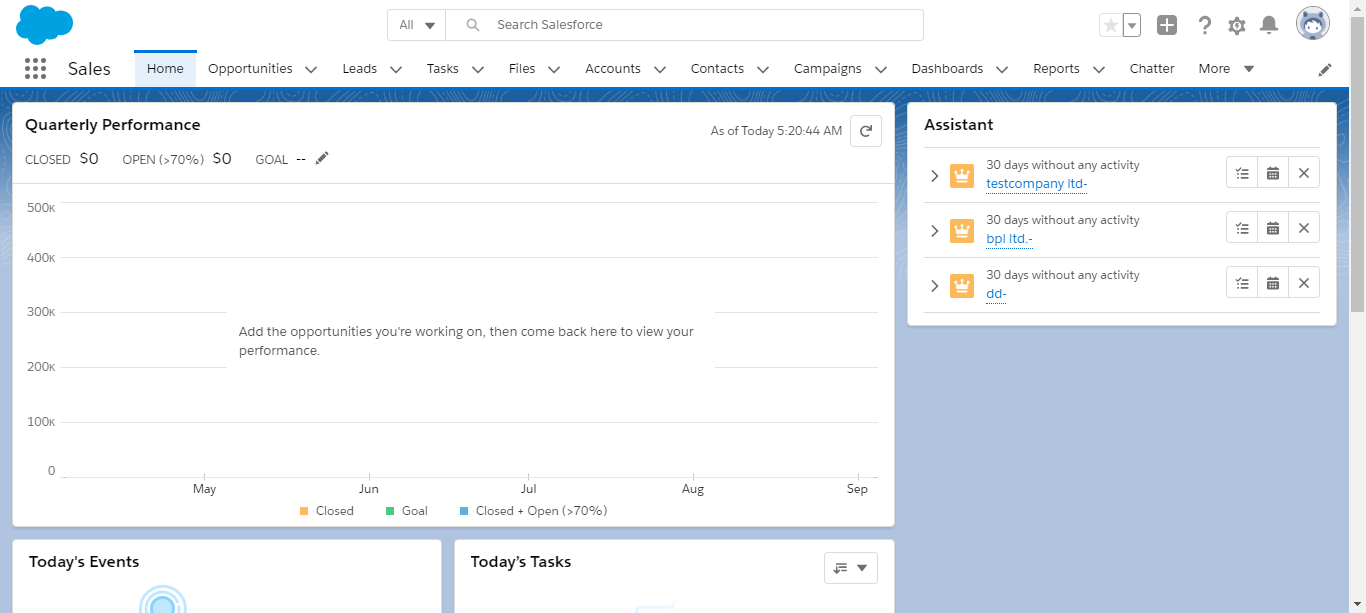 All
Search Salesforce
Sales
Home
Opportunities
Leads
Tasks
Files
Accounts
Contacts
Campaigns
Dashboards
Reports
Chatter
More
Quarterly Performance
As of Today 5:20:44 AM
CLOSED $0 OPEN (>70%) $0 GOAL --
500K
400K
300K
200K
100K
0
Add the opportunities you're working on, then come back here to view your
performance.
May Jun Jul Aug Sep
Closed Goal Closed + Open (>70%)
Assistant
30 days without any activity
testcompany ltd-
30 days without any activity
bpl ltd.-
30 days without any activity
dd-
Today's Events
Today's Tasks